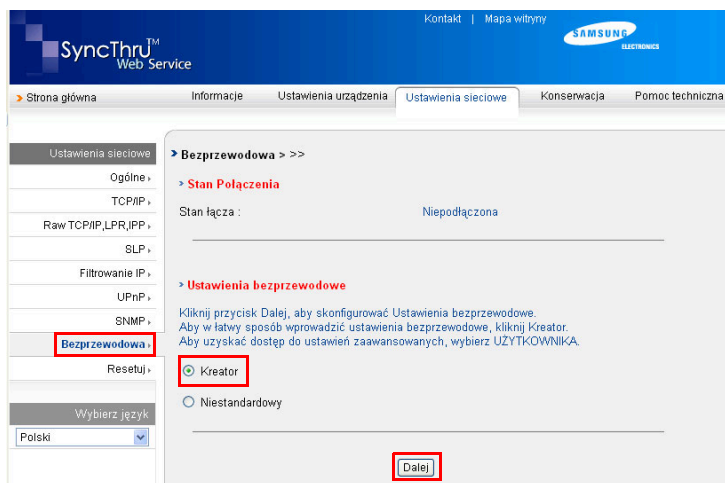 Kontakt | Mapa witryny
SAMSUNG
ELECTRONICS
SyncThru™
Web Service
Strona główna
Informacje
Ustawienia urządzenia
Ustawienia sieciowe
Konserwacja
Pomoc techniczna
Ustawienia sieciowe
Ogólne
TCP/IP
Raw TCP/IP,LPR,IPP
SLP
Filtrowanie IP
UPnP
SNMP
Bezprzewodowa
Resetuj
Wybierz język
Polski
Bezprzewodowa > >>
Stan Połączenia
Stan łącza : Niepodłączona
Ustawienia bezprzewodowe
Kliknij przycisk Dalej, aby skonfigurować Ustawienia bezprzewodowe.
Aby w łatwy sposób wprowadzić ustawienia bezprzewodowe, kliknij Kreator.
Aby uzyskać dostęp do ustawień zaawansowanych, wybierz UŻYTKOWNIKA.
Kreator
Niestandardowy
Dalej